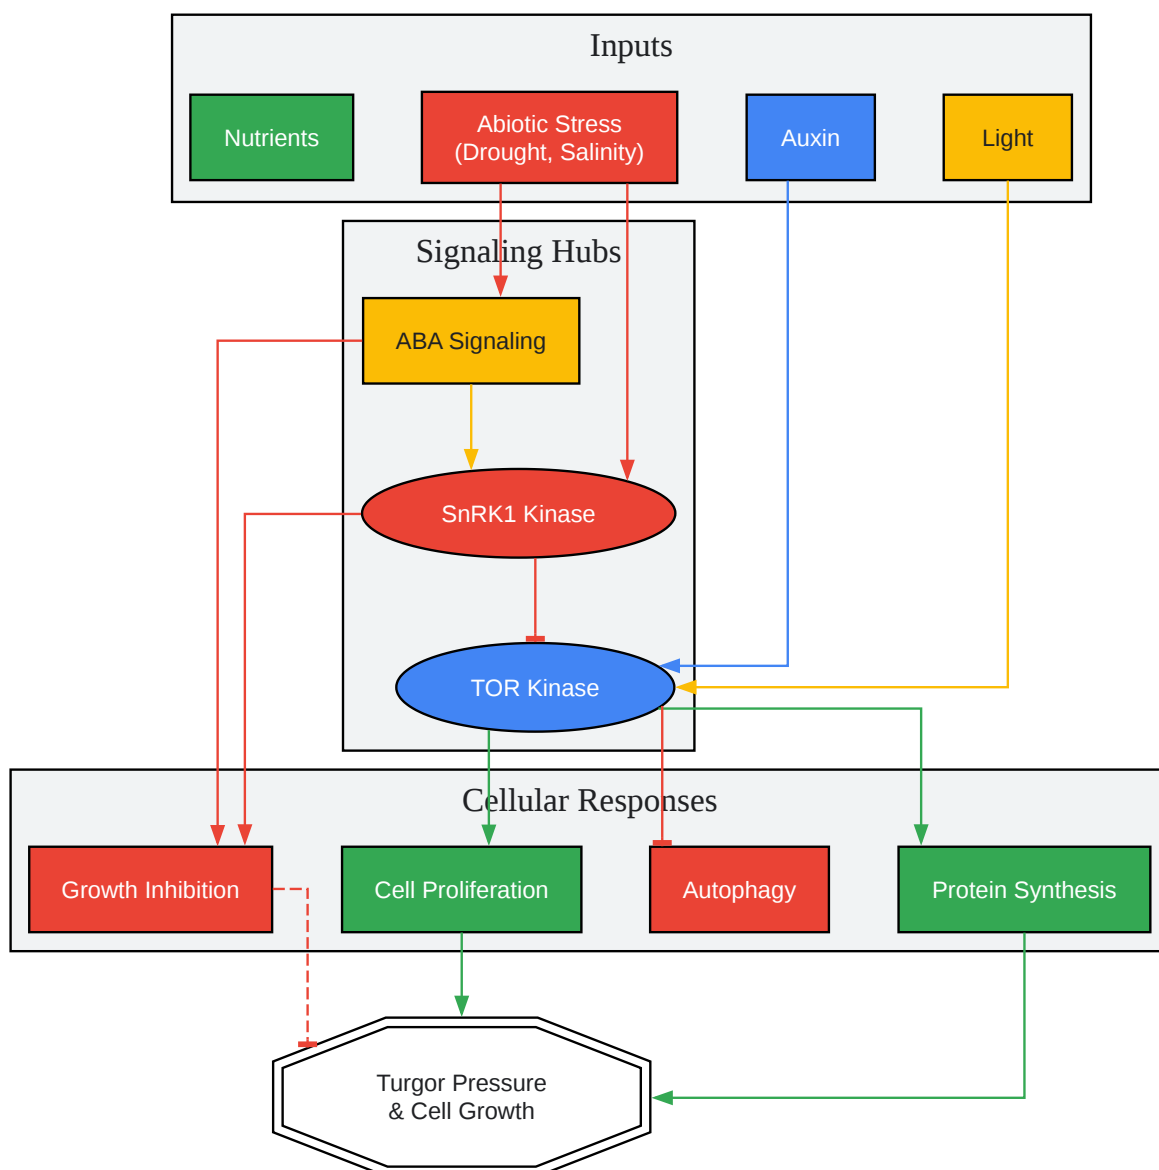 Inputs
Nutrients
Abiotic Stress
(Drought, Salinity)
Auxin
Light
Signaling Hubs
ABA Signaling
SnRK1 Kinase
TOR Kinase
Cellular Responses
Growth Inhibition
Cell Proliferation
Autophagy
Protein Synthesis
Turgor Pressure
& Cell Growth